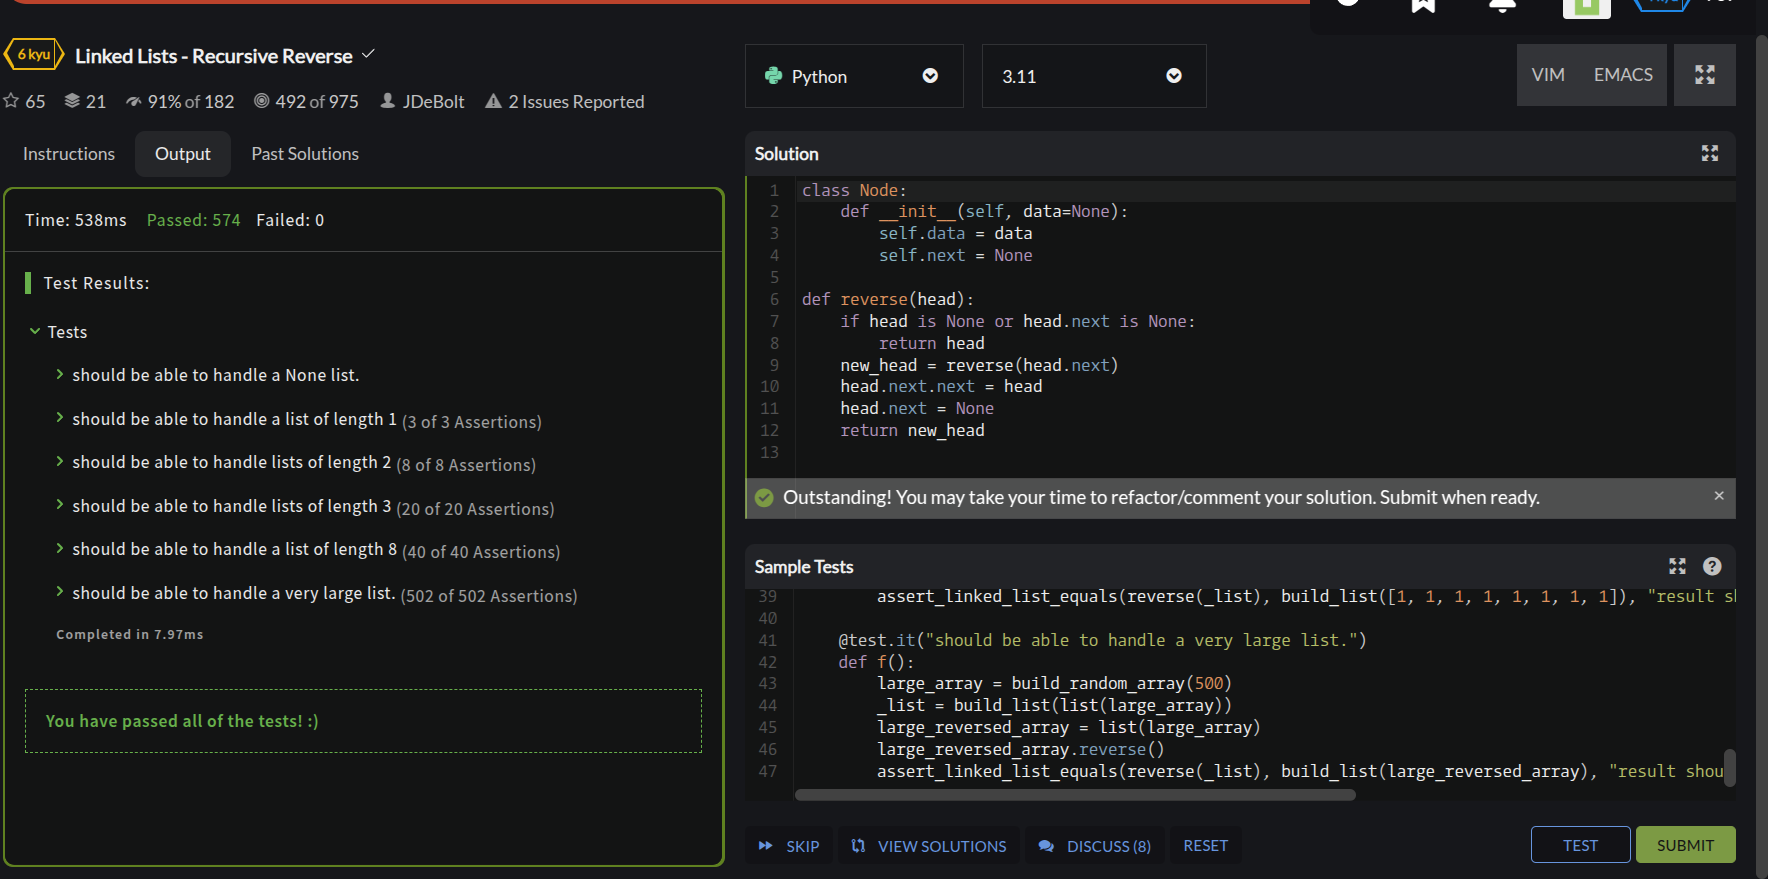 6 kyu Linked Lists - Recursive Reverse
65 21 91% of 182 492 of 975 JDeBolt 2 Issues Reported
Instructions Output Past Solutions
Time: 538ms Passed: 574 Failed: 0
Test Results:
Tests
should be able to handle a None list.
should be able to handle a list of length 1 (3 of 3 Assertions)
should be able to handle lists of length 2 (8 of 8 Assertions)
should be able to handle lists of length 3 (20 of 20 Assertions)
should be able to handle a list of length 8 (40 of 40 Assertions)
should be able to handle a very large list. (502 of 502 Assertions)
Completed in 7.97ms
You have passed all of the tests! :)
Python 3.11 VIM EMACS
Solution
1 class Node:
2     def __init__(self, data=None):
3         self.data = data
4         self.next = None
5
6 def reverse(head):
7     if head is None or head.next is None:
8         return head
9     new_head = reverse(head.next)
10     head.next.next = head
11     head.next = None
12     return new_head
13
Outstanding! You may take your time to refactor/comment your solution. Submit when ready. ×
Sample Tests
39         assert_linked_list_equals(reverse(_list), build_list([1, 1, 1, 1, 1, 1, 1, 1]), "result s
40
41     @test.it("should be able to handle a very large list.")
42     def f():
43         large_array = build_random_array(500)
44         _list = build_list(list(large_array))
45         large_reversed_array = list(large_array)
46         large_reversed_array.reverse()
47         assert_linked_list_equals(reverse(_list), build_list(large_reversed_array), "result shou
SKIP VIEW SOLUTIONS DISCUSS (8) RESET TEST SUBMIT